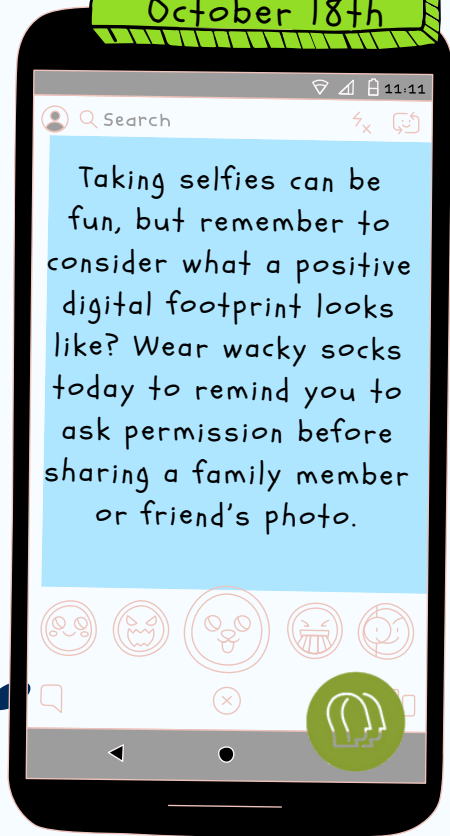 October 18th
11:11
Search
Taking selfies can be
fun, but remember to
consider what a positive
digital footprint looks
like? Wear wacky socks
today to remind you to
ask permission before
sharing a family member
or friend's photo.